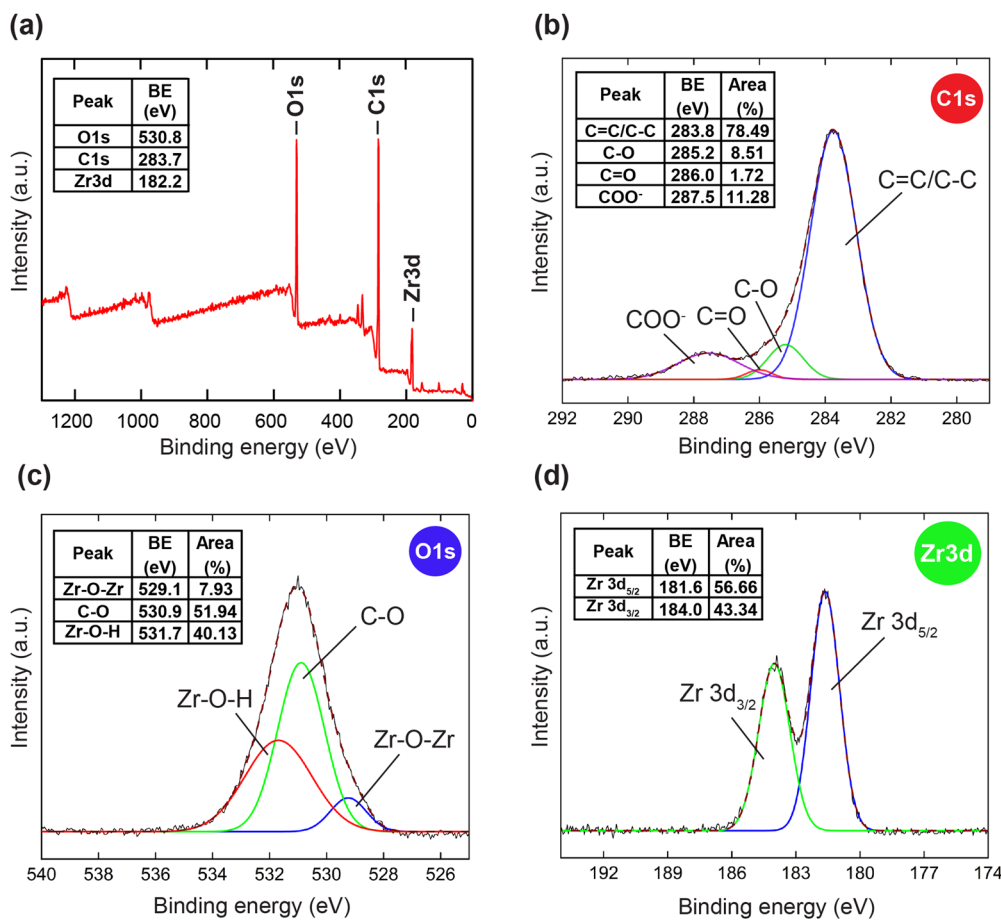 (a)
Peak BE (eV)
O1s 530.8
C1s 283.7
Zr3d 182.2
O1s
C1s
Zr3d
Intensity (a.u.)
1200 1000 800 600 400 200 0
Binding energy (eV)
(b)
Peak BE (eV) Area (%)
C=C/C-C 283.8 78.49
C-O 285.2 8.51
C=O 286.0 1.72
COO⁻ 287.5 11.28
C1s
C=C/C-C
C-O
C=O
COO⁻
Intensity (a.u.)
292 290 288 286 284 282 280
Binding energy (eV)
(c)
Peak BE (eV) Area (%)
Zr-O-Zr 529.1 7.93
C-O 530.9 51.94
Zr-O-H 531.7 40.13
O1s
C-O
Zr-O-H
Zr-O-Zr
Intensity (a.u.)
540 538 536 534 532 530 528 526
Binding energy (eV)
(d)
Peak BE (eV) Area (%)
Zr 3d₅/₂ 181.6 56.66
Zr 3d₃/₂ 184.0 43.34
Zr3d
Zr 3d₅/₂
Zr 3d₃/₂
Intensity (a.u.)
192 189 186 183 180 177 174
Binding energy (eV)